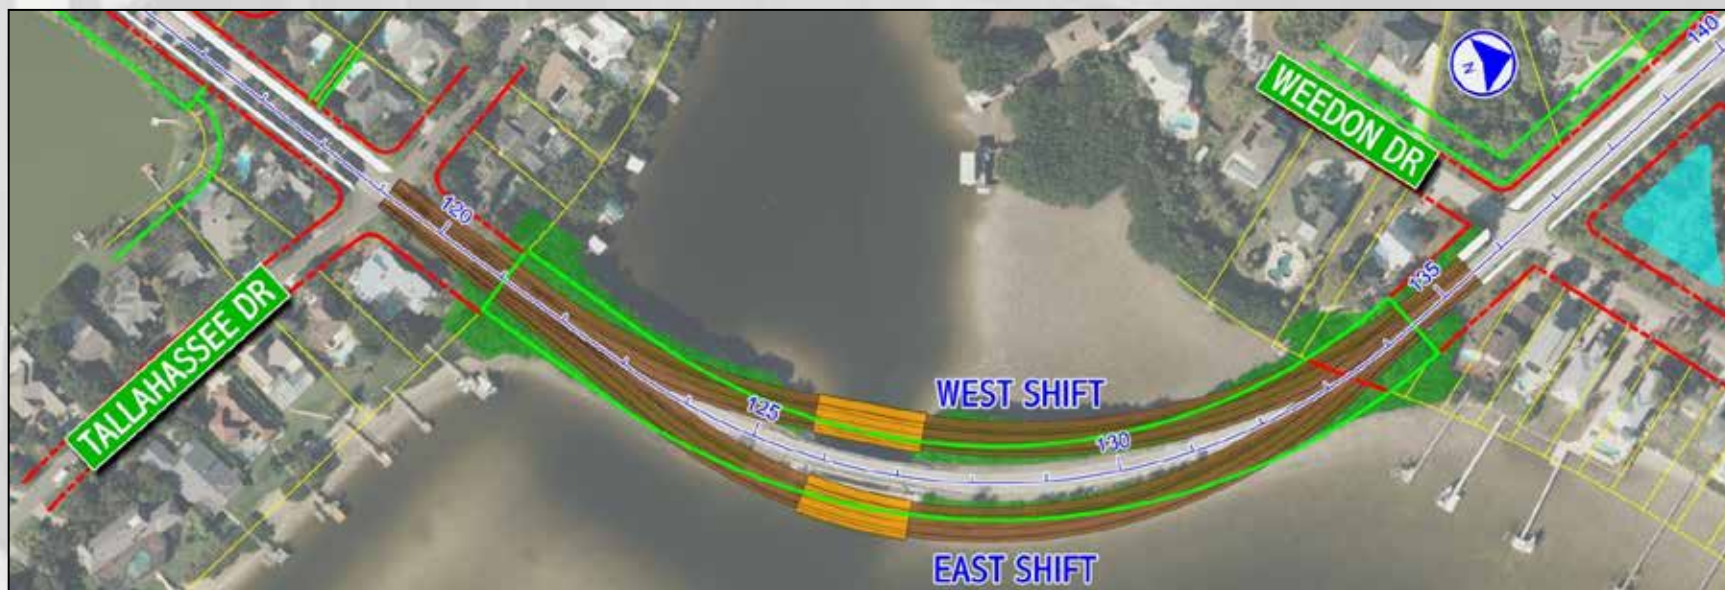 140
N
WEEDON DR
120
135
TALLAHASSEE DR
WEST SHIFT
125
130
EAST SHIFT